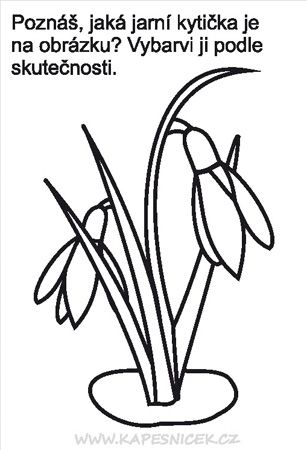 Poznáš, jaká jarní kytička je
na obrázku? Vybarvi ji podle
skutečnosti.
WWW.KAPESNICEK.CZ